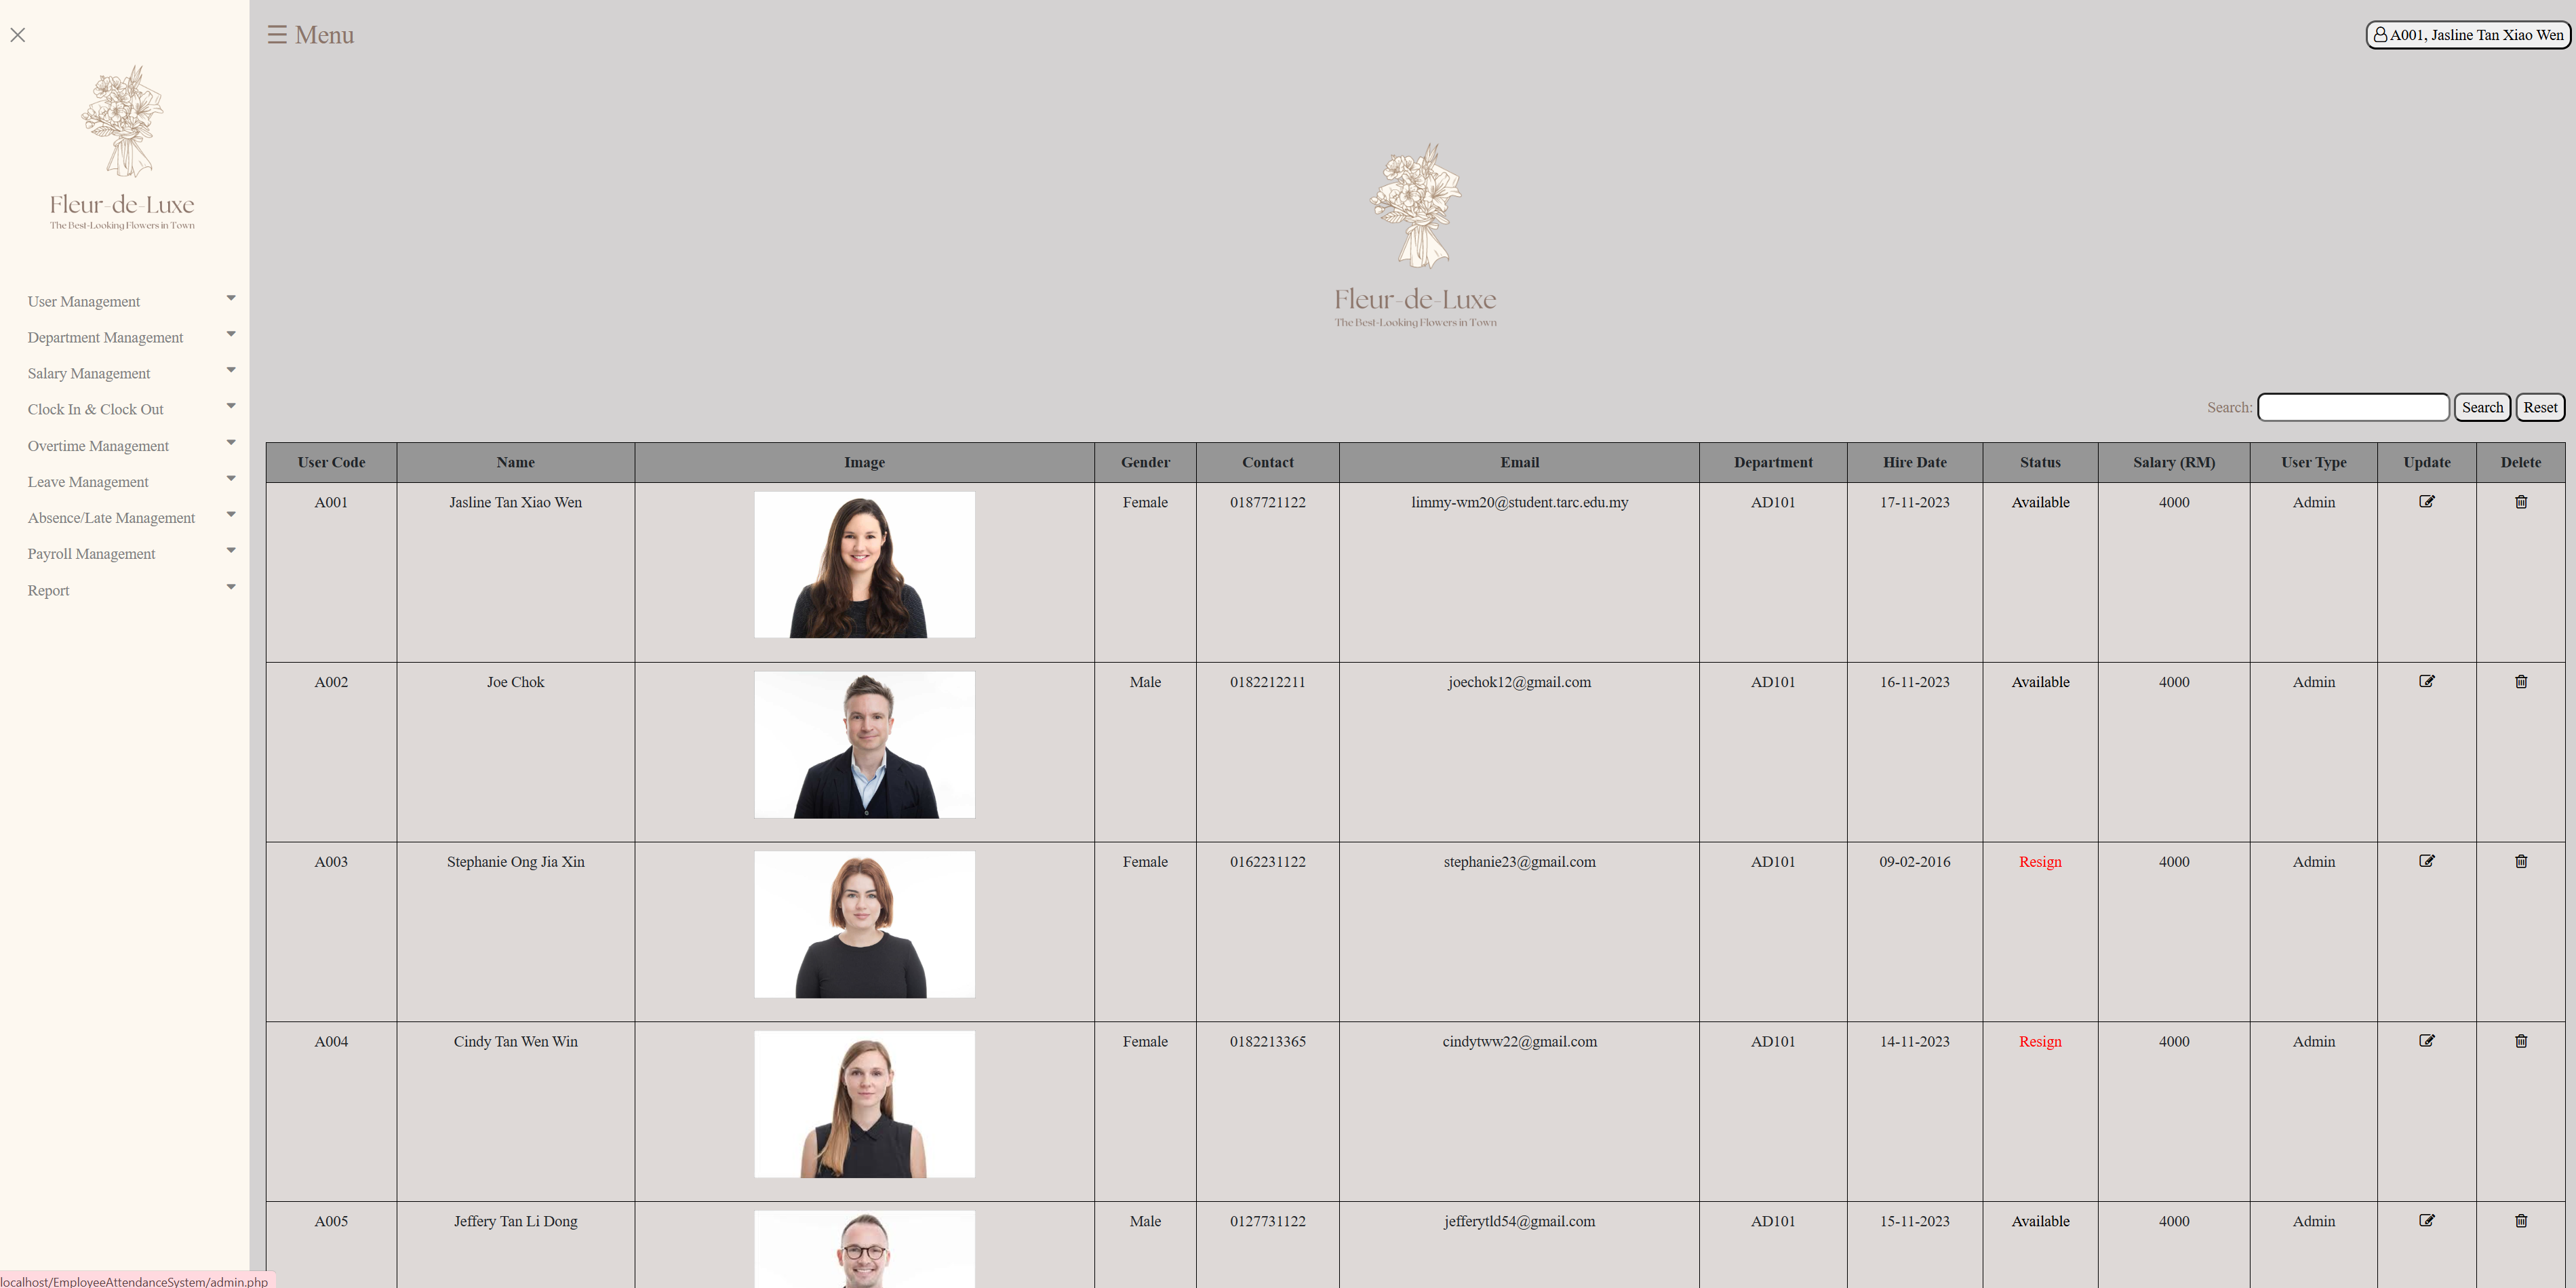 ☰ Menu
A001, Jasline Tan Xiao Wen
Fleur-de-Luxe
The Best-Looking Flowers in Town
User Management
Department Management
Salary Management
Clock In & Clock Out
Overtime Management
Leave Management
Absence/Late Management
Payroll Management
Report
Fleur-de-Luxe
The Best-Looking Flowers in Town
Search: Search Reset
User Code Name Image Gender Contact Email Department Hire Date Status Salary (RM) User Type Update Delete
A001 Jasline Tan Xiao Wen Female 0187721122 limmy-wm20@student.tarc.edu.my AD101 17-11-2023 Available 4000 Admin
A002 Joe Chok Male 0182212211 joechok12@gmail.com AD101 16-11-2023 Available 4000 Admin
A003 Stephanie Ong Jia Xin Female 0162231122 stephanie23@gmail.com AD101 09-02-2016 Resign 4000 Admin
A004 Cindy Tan Wen Win Female 0182213365 cindytww22@gmail.com AD101 14-11-2023 Resign 4000 Admin
A005 Jeffery Tan Li Dong Male 0127731122 jefferytld54@gmail.com AD101 15-11-2023 Available 4000 Admin
localhost/EmployeeAttendanceSystem/admin.php